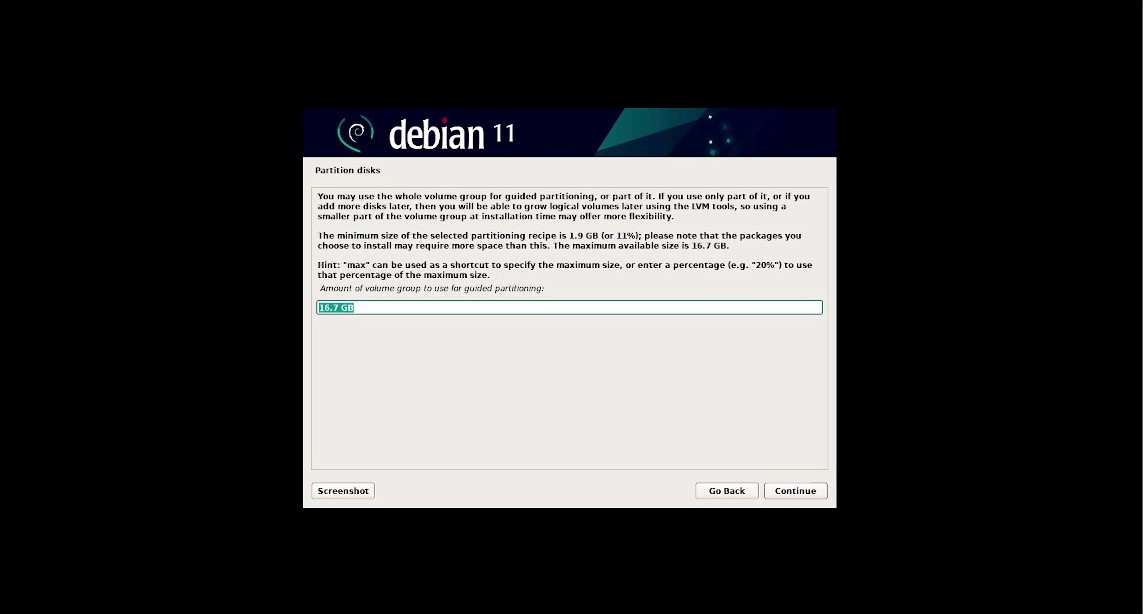 debian 11
Partition disks
You may use the whole volume group for guided partitioning, or part of it. If you use only part of it, or if you
add more disks later, then you will be able to grow logical volumes later using the LVM tools, so using a
smaller part of the volume group at installation time may offer more flexibility.
The minimum size of the selected partitioning recipe is 1.9 GB (or 11%); please note that the packages you
choose to install may require more space than this. The maximum available size is 16.7 GB.
Hint: "max" can be used as a shortcut to specify the maximum size, or enter a percentage (e.g. "20%") to use
that percentage of the maximum size.
Amount of volume group to use for guided partitioning:
16.7 GB
Screenshot
Go Back
Continue